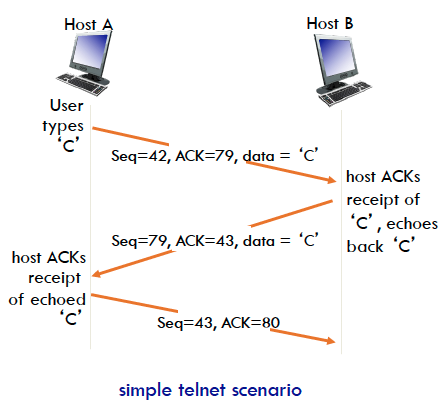 Host A
Host B
User
types
‘C’
Seq=42, ACK=79, data = ‘C’
host ACKs
receipt of
‘C’, echoes
back ‘C’
Seq=79, ACK=43, data = ‘C’
host ACKs
receipt
of echoed
‘C’
Seq=43, ACK=80
simple telnet scenario